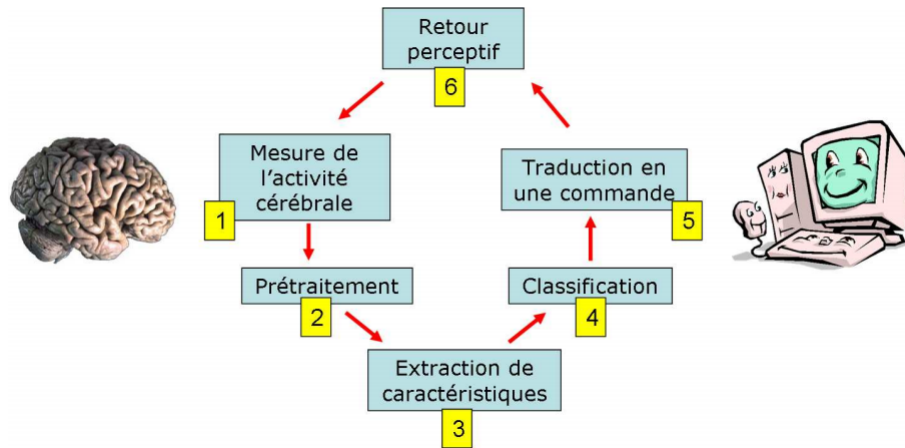 Retour
perceptif
6
Mesure de
l'activité
cérébrale
1
Traduction en
une commande
5
Prétraitement
2
Classification
4
Extraction de
caractéristiques
3